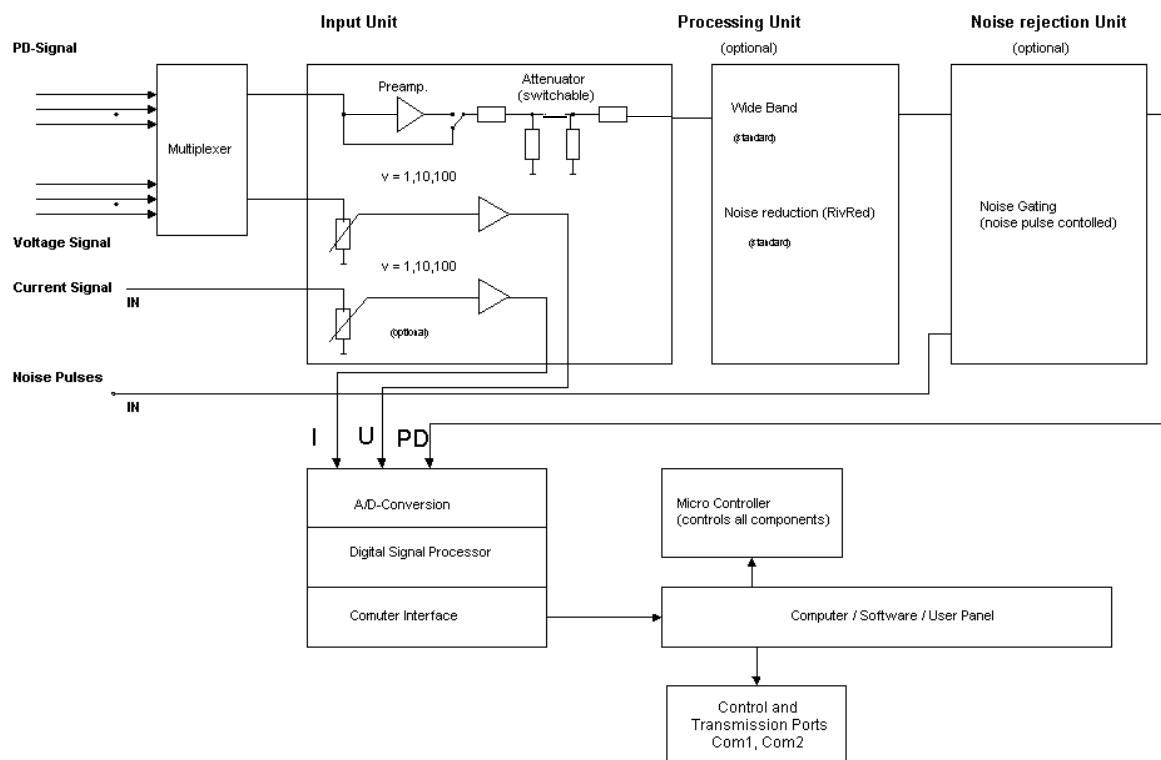 Input Unit
Processing Unit
Noise rejection Unit
PD-Signal
(optional)
(optional)
Attenuator
(switchable)
Preamp.
Multiplexer
Wide Band
(standard)
v = 1,10,100
Noise reduction (RivRed)
(standard)
Noise Gating
(noise pulse contolled)
Voltage Signal
v = 1,10,100
Current Signal
IN
(optional)
Noise Pulses
IN
I
U
PD
A/D-Conversion
Digital Signal Processor
Comuter Interface
Micro Controller
(controls all components)
Computer / Software / User Panel
Control and
Transmission Ports
Com1, Com2